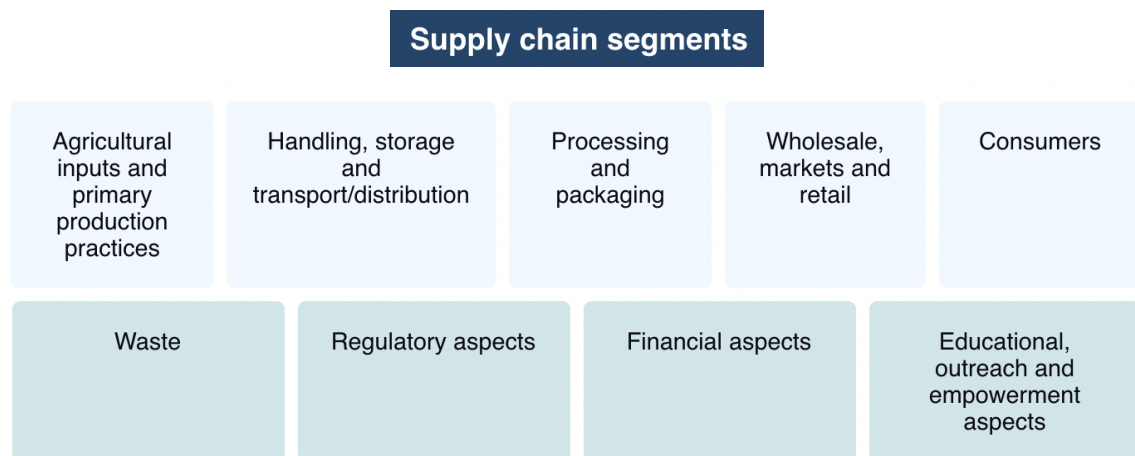 Supply chain segments
Agricultural
inputs and
primary
production
practices
Handling, storage
and
transport/distribution
Processing
and
packaging
Wholesale,
markets and
retail
Consumers
Waste
Regulatory aspects
Financial aspects
Educational,
outreach and
empowerment
aspects